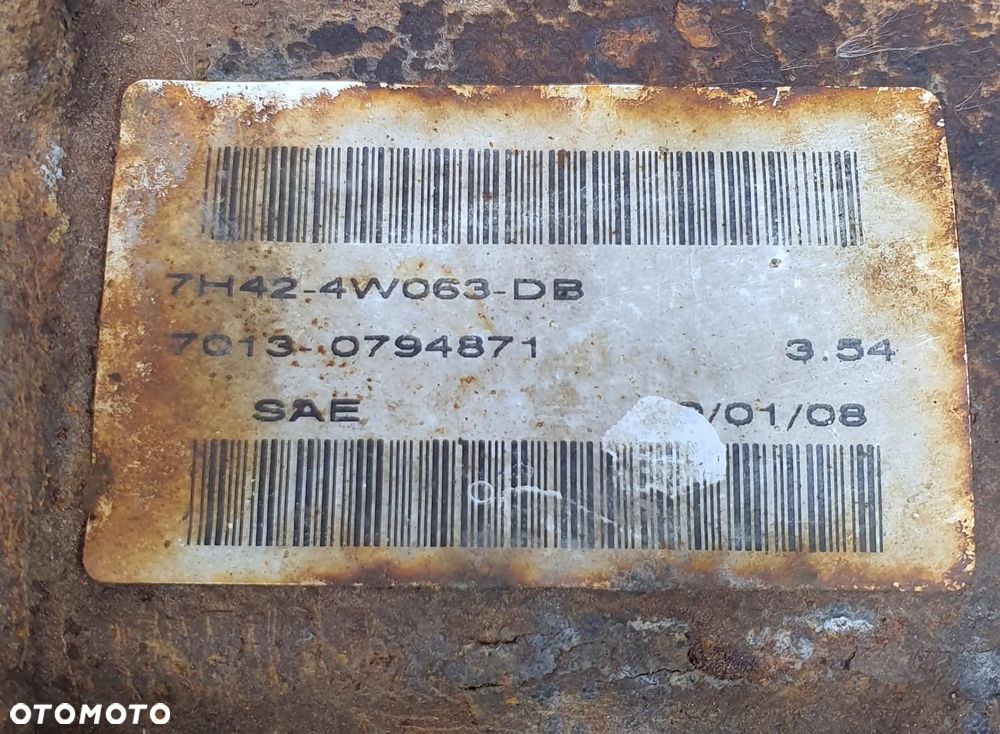 7H42-4W063-DB
7013-0794871 3.54
SAE /01/08
OTOMOTO